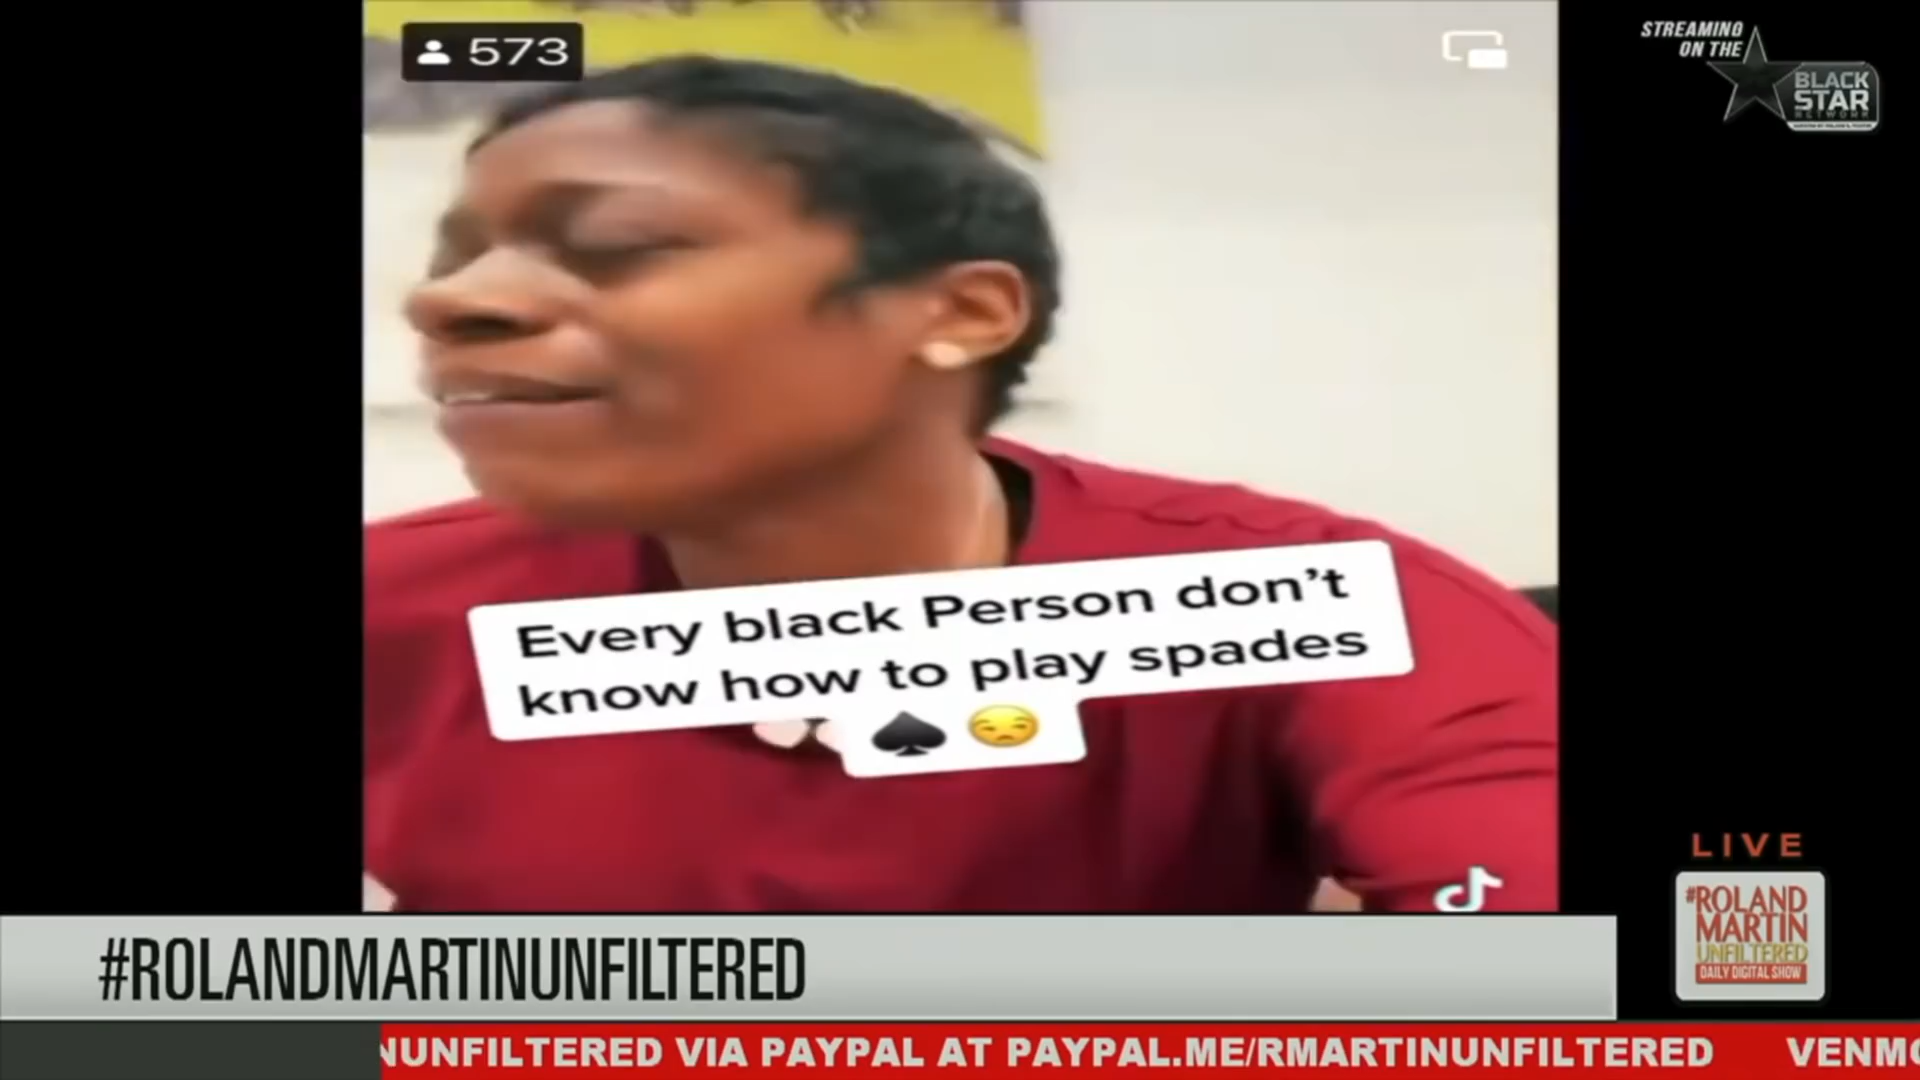 573
STREAMING
ON THE
BLACK
STAR
NETWORK
Every black Person don't
know how to play spades
♠️ 😒
LIVE
#ROLAND
MARTIN
UNFILTERED
DAILY DIGITAL SHOW
#ROLANDMARTINUNFILTERED
NUNFILTERED VIA PAYPAL AT PAYPAL.ME/RMARTINUNFILTERED VENMO